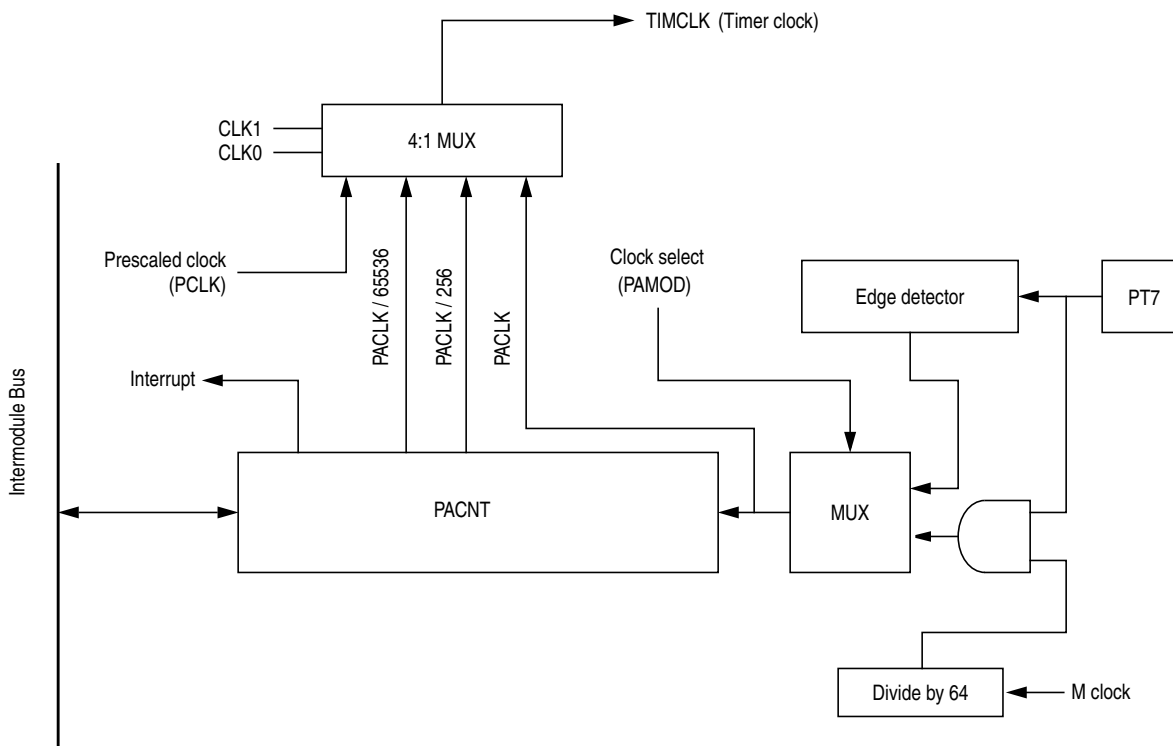 TIMCLK (Timer clock)
CLK1
CLK0
4:1 MUX
Prescaled clock
(PCLK)
PACLK / 65536
PACLK / 256
PACLK
Clock select
(PAMOD)
Edge detector
PT7
Interrupt
Intermodule Bus
PACNT
MUX
Divide by 64
M clock